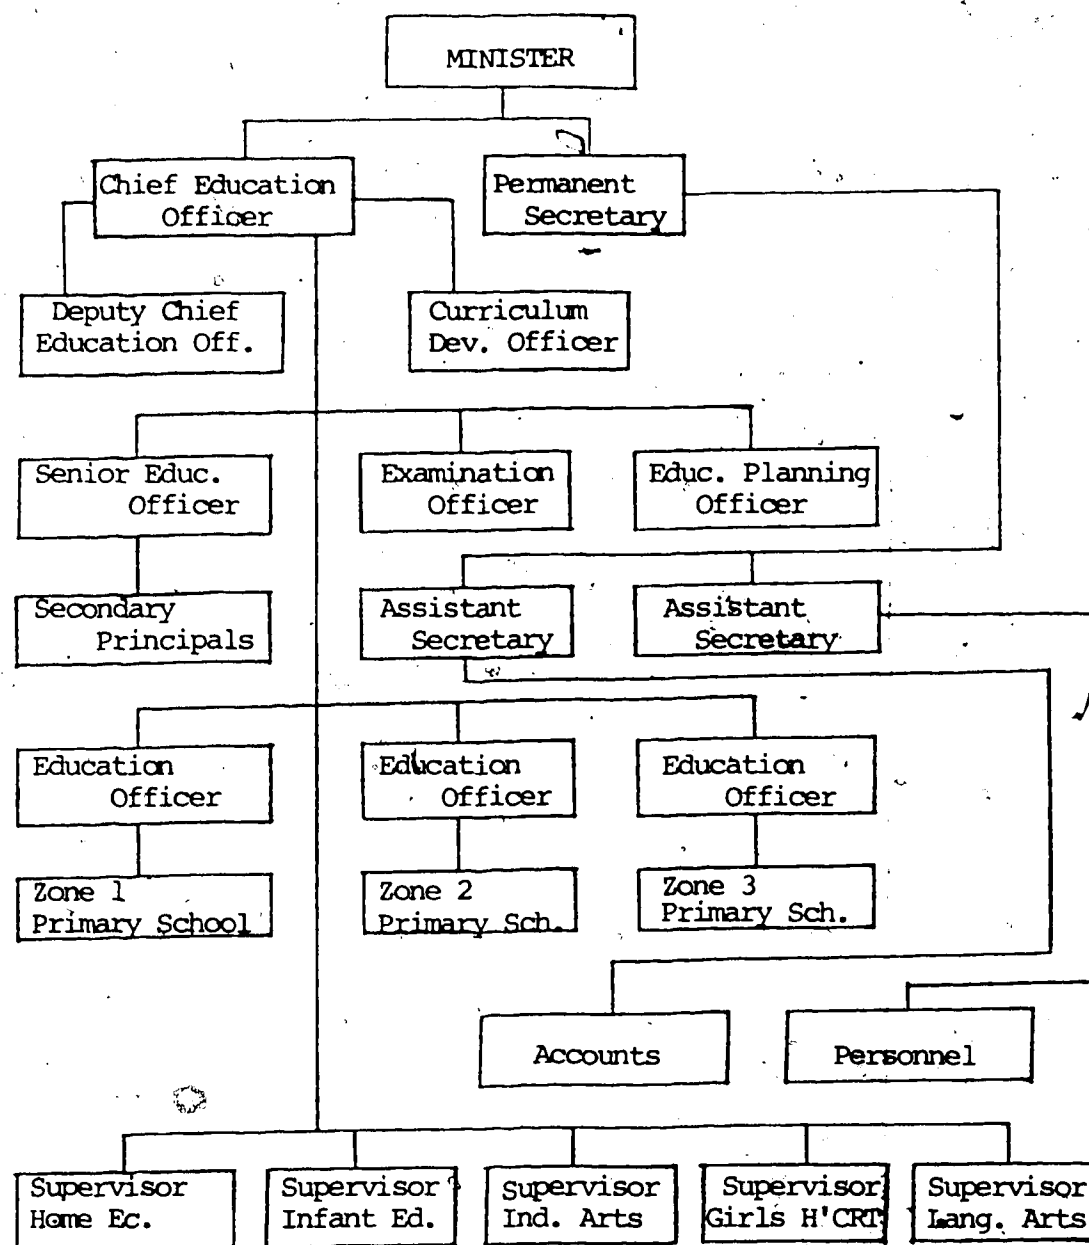 MINISTER
Chief Education
Officer
Permanent
Secretary
Deputy Chief
Education Off.
Curriculum
Dev. Officer
Senior Educ.
Officer
Examination
Officer
Educ. Planning
Officer
Secondary
Principals
Assistant
Secretary
Assistant
Secretary
Education
Officer
Education
Officer
Education
Officer
Zone 1
Primary School
Zone 2
Primary Sch.
Zone 3
Primary Sch.
Accounts
Personnel
Supervisor
Home Ec.
Supervisor
Infant Ed.
Supervisor
Ind. Arts
Supervisor
Girls H'CRT
Supervisor
Lang. Arts